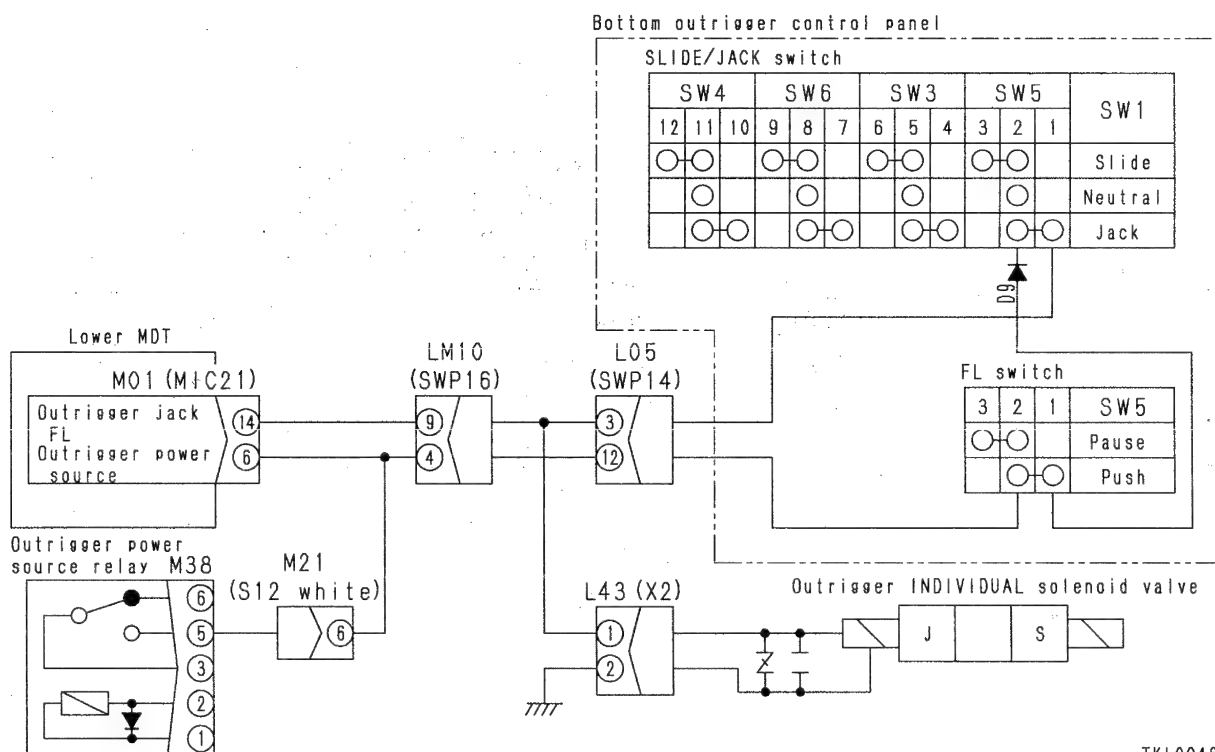 Bottom outrigger control panel
SLIDE/JACK switch
SW4 SW6 SW3 SW5 SW1
12 11 10 9 8 7 6 5 4 3 2 1
Slide
Neutral
Jack
D9
Lower MDT
M01 (MIC21)
Outrigger jack
FL
14
Outrigger power
source
6
LM10
(SWP16)
9
4
L05
(SWP14)
3
12
FL switch
3 2 1 SW5
Pause
Push
Outrigger power
source relay M38
6
5
3
2
1
M21
(S12 white)
6
L43 (X2)
1
2
Outrigger INDIVIDUAL solenoid valve
J S